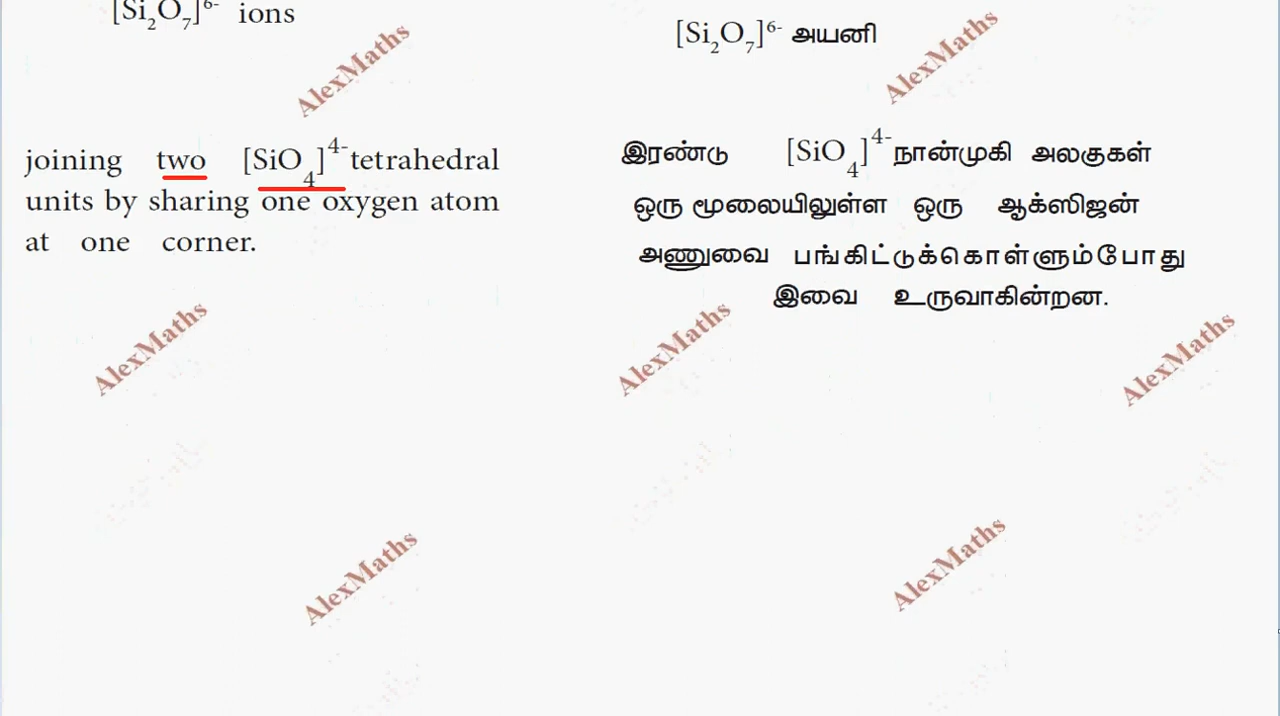 [Si₂O₇]⁶⁻ ions
joining two [SiO₄]⁴⁻ tetrahedral
units by sharing one oxygen atom
at one corner.
[Si₂O₇]⁶⁻ அயனி
இரண்டு [SiO₄]⁴⁻ நான்முகி அலகுகள்
ஒரு மூலையிலுள்ள ஒரு ஆக்ஸிஜன்
அணுவை பங்கிட்டுக்கொள்ளும்போது
இவை உருவாகின்றன.
AlexMaths
AlexMaths
AlexMaths
AlexMaths
AlexMaths
AlexMaths
AlexMaths